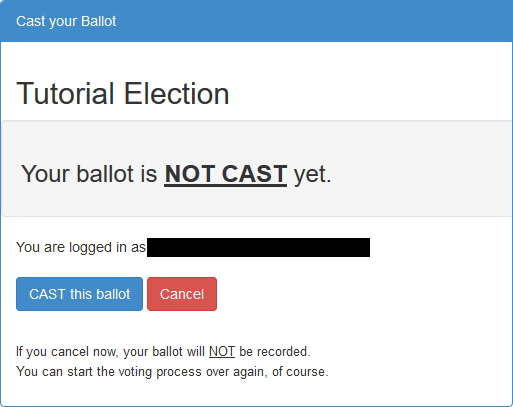 Cast your Ballot
Tutorial Election
Your ballot is NOT CAST yet.
You are logged in as
CAST this ballot Cancel
If you cancel now, your ballot will NOT be recorded.
You can start the voting process over again, of course.